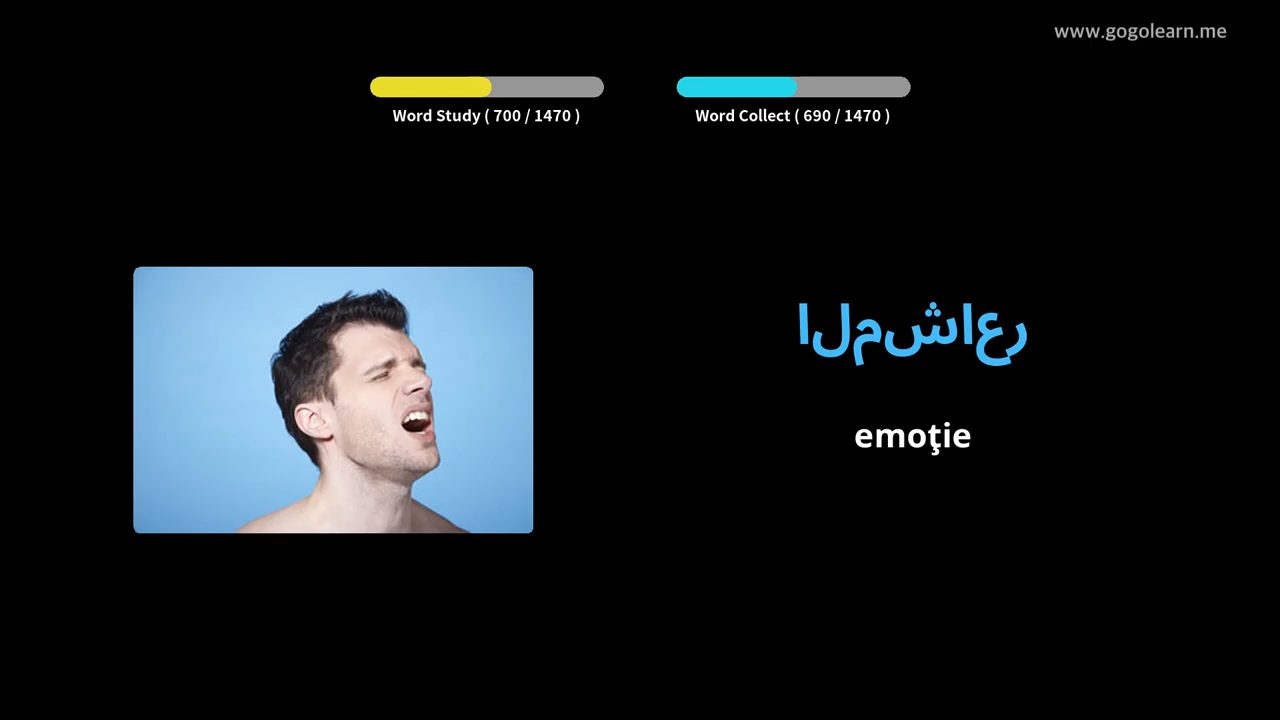 www.gogolearn.me
Word Study ( 700 / 1470 )
Word Collect ( 690 / 1470 )
المشاعر
emoţie